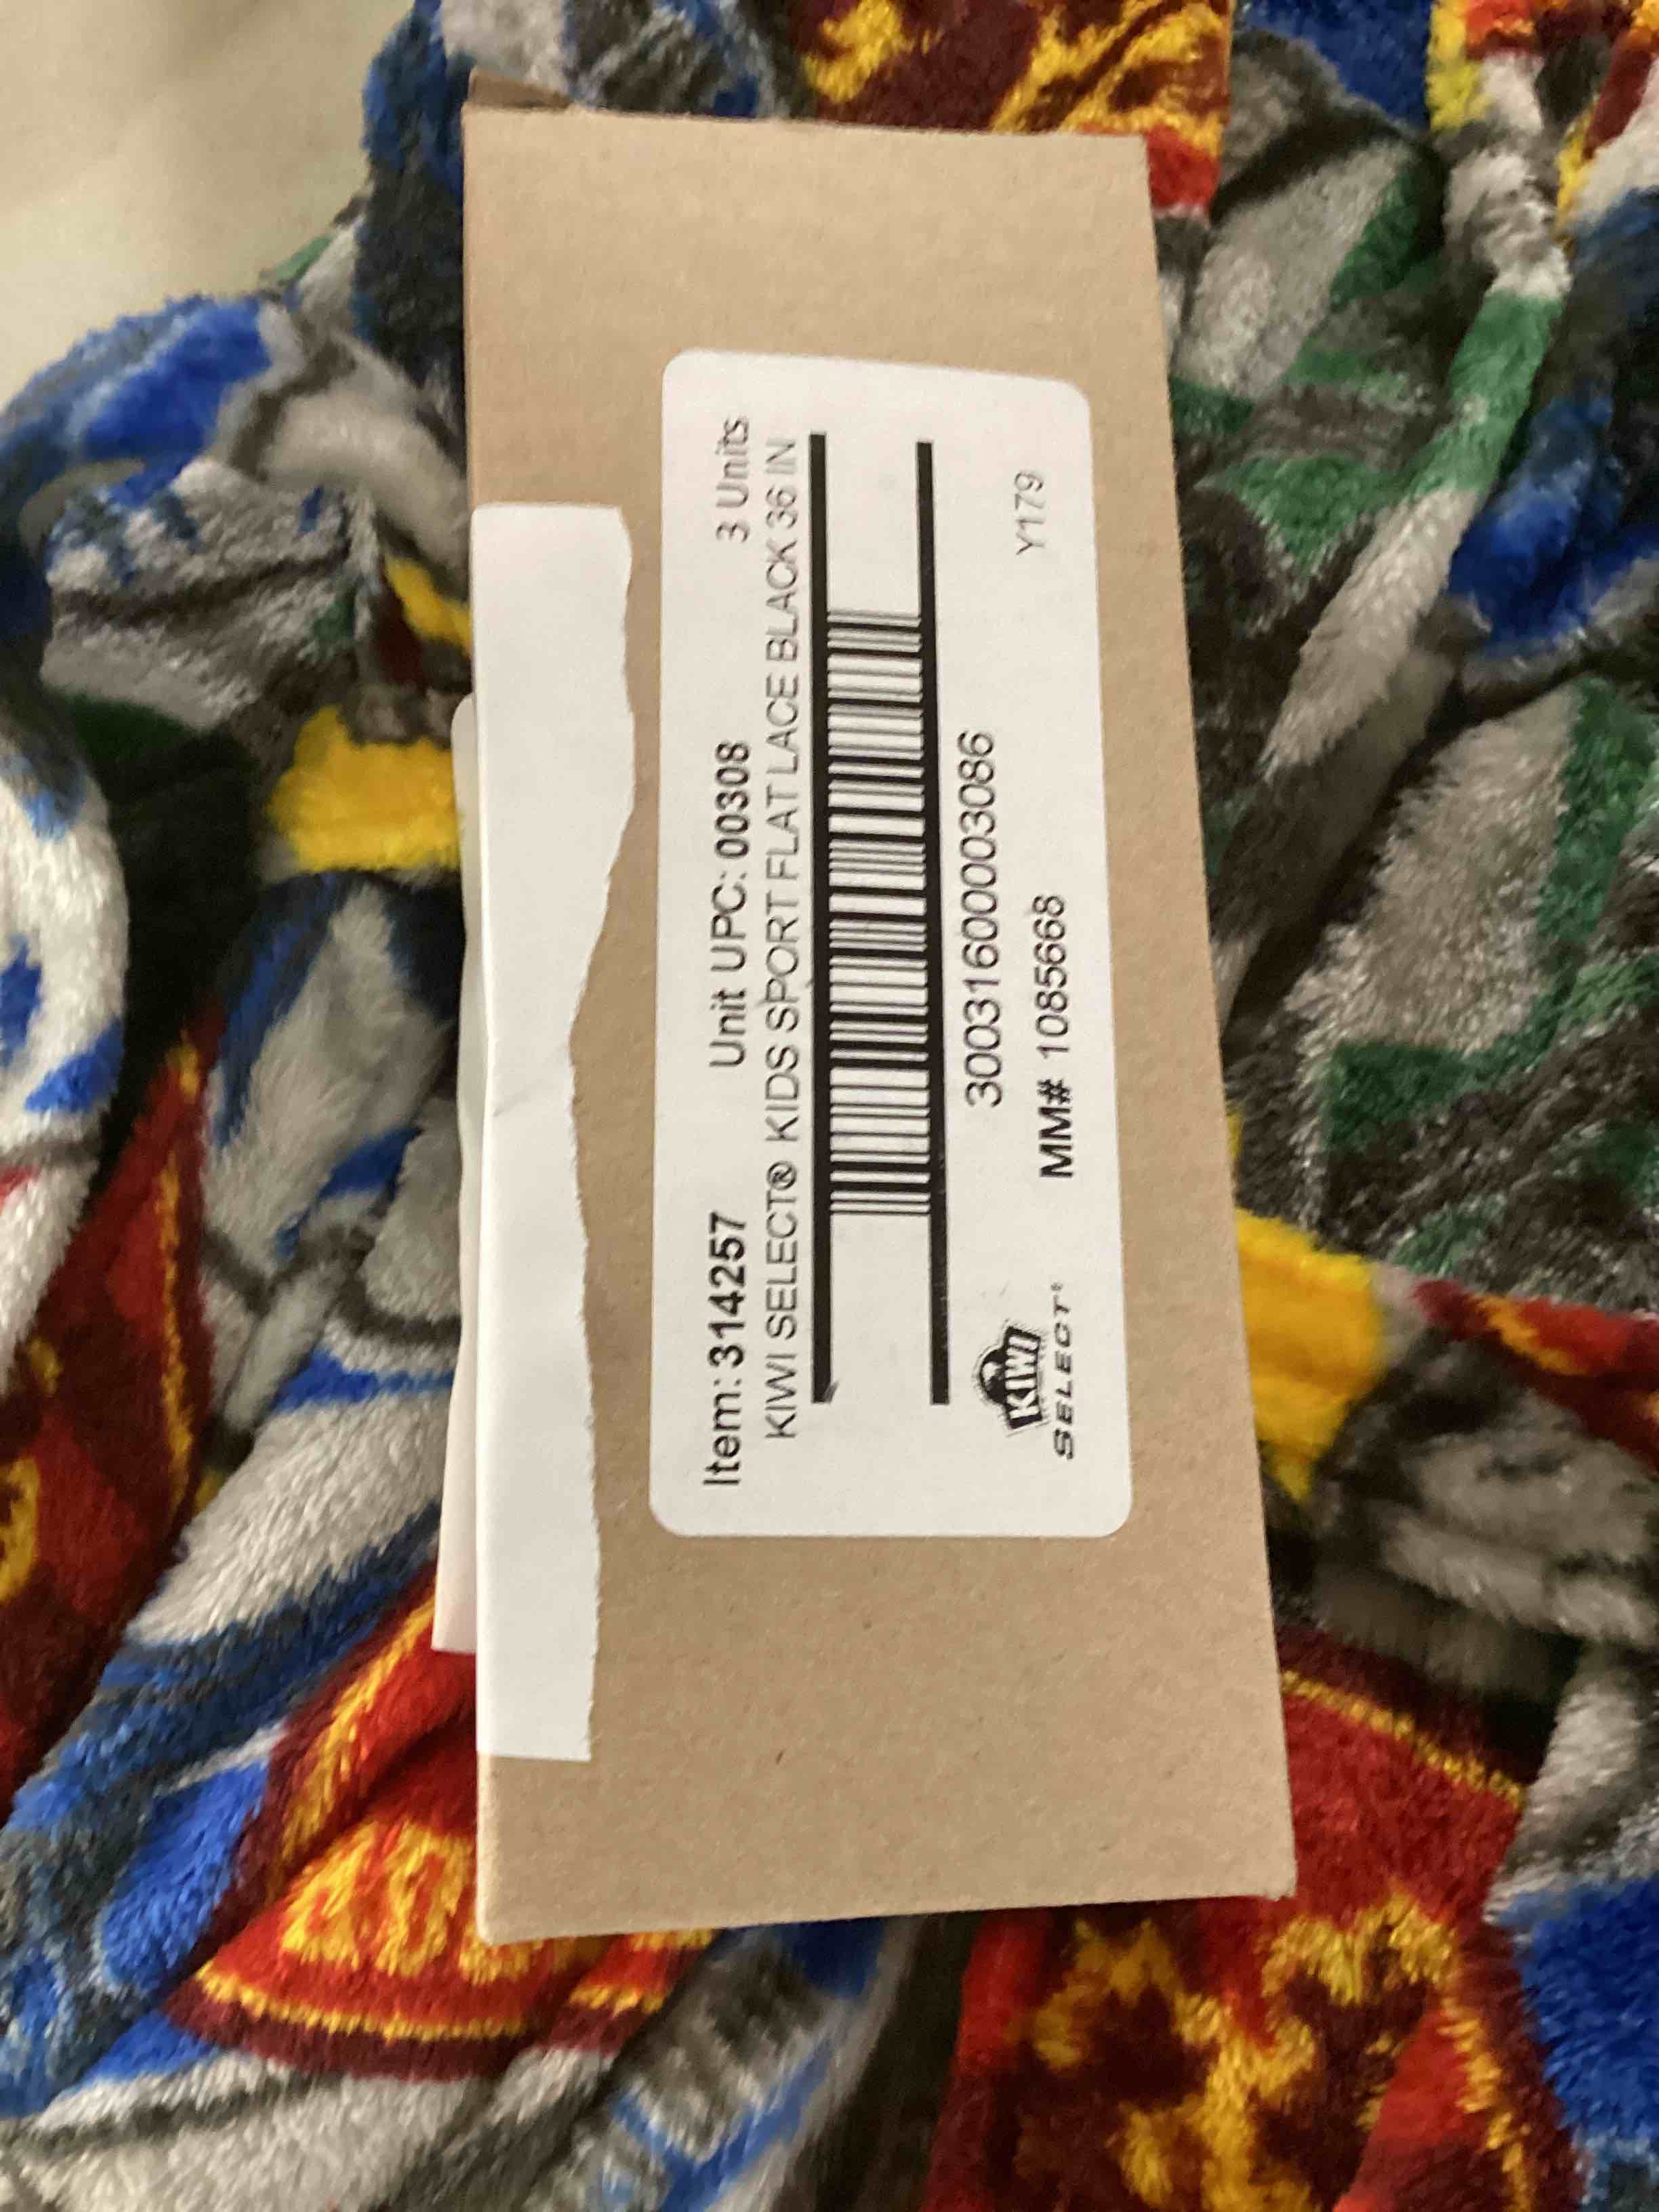 Item: 314257 Unit UPC: 00308 3 Units
KIWI SELECT® KIDS SPORT FLAT LACE BLACK 36 IN
30031600003086
MM# 1085668 Y179
KIWI
SELECT®